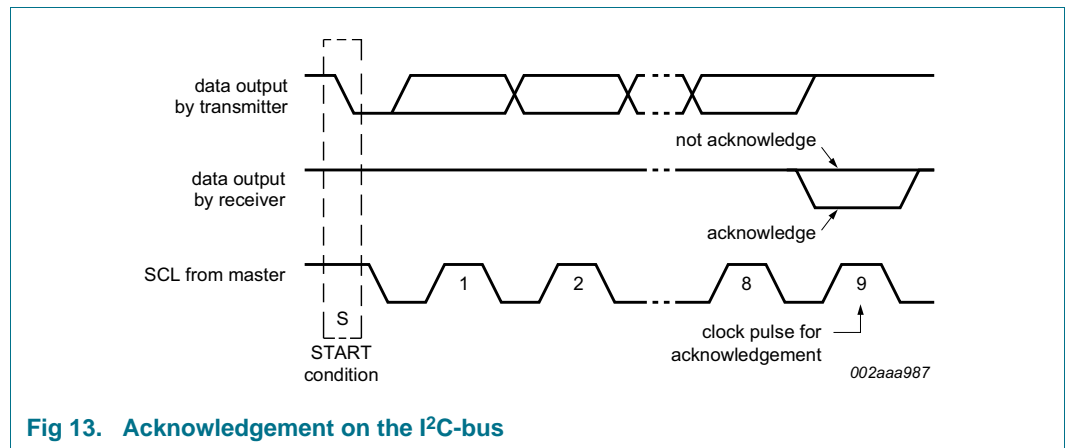 data output
by transmitter
not acknowledge
data output
by receiver
acknowledge
SCL from master
1
2
8
9
S
START
condition
clock pulse for
acknowledgement
002aaa987
Fig 13. Acknowledgement on the I²C-bus